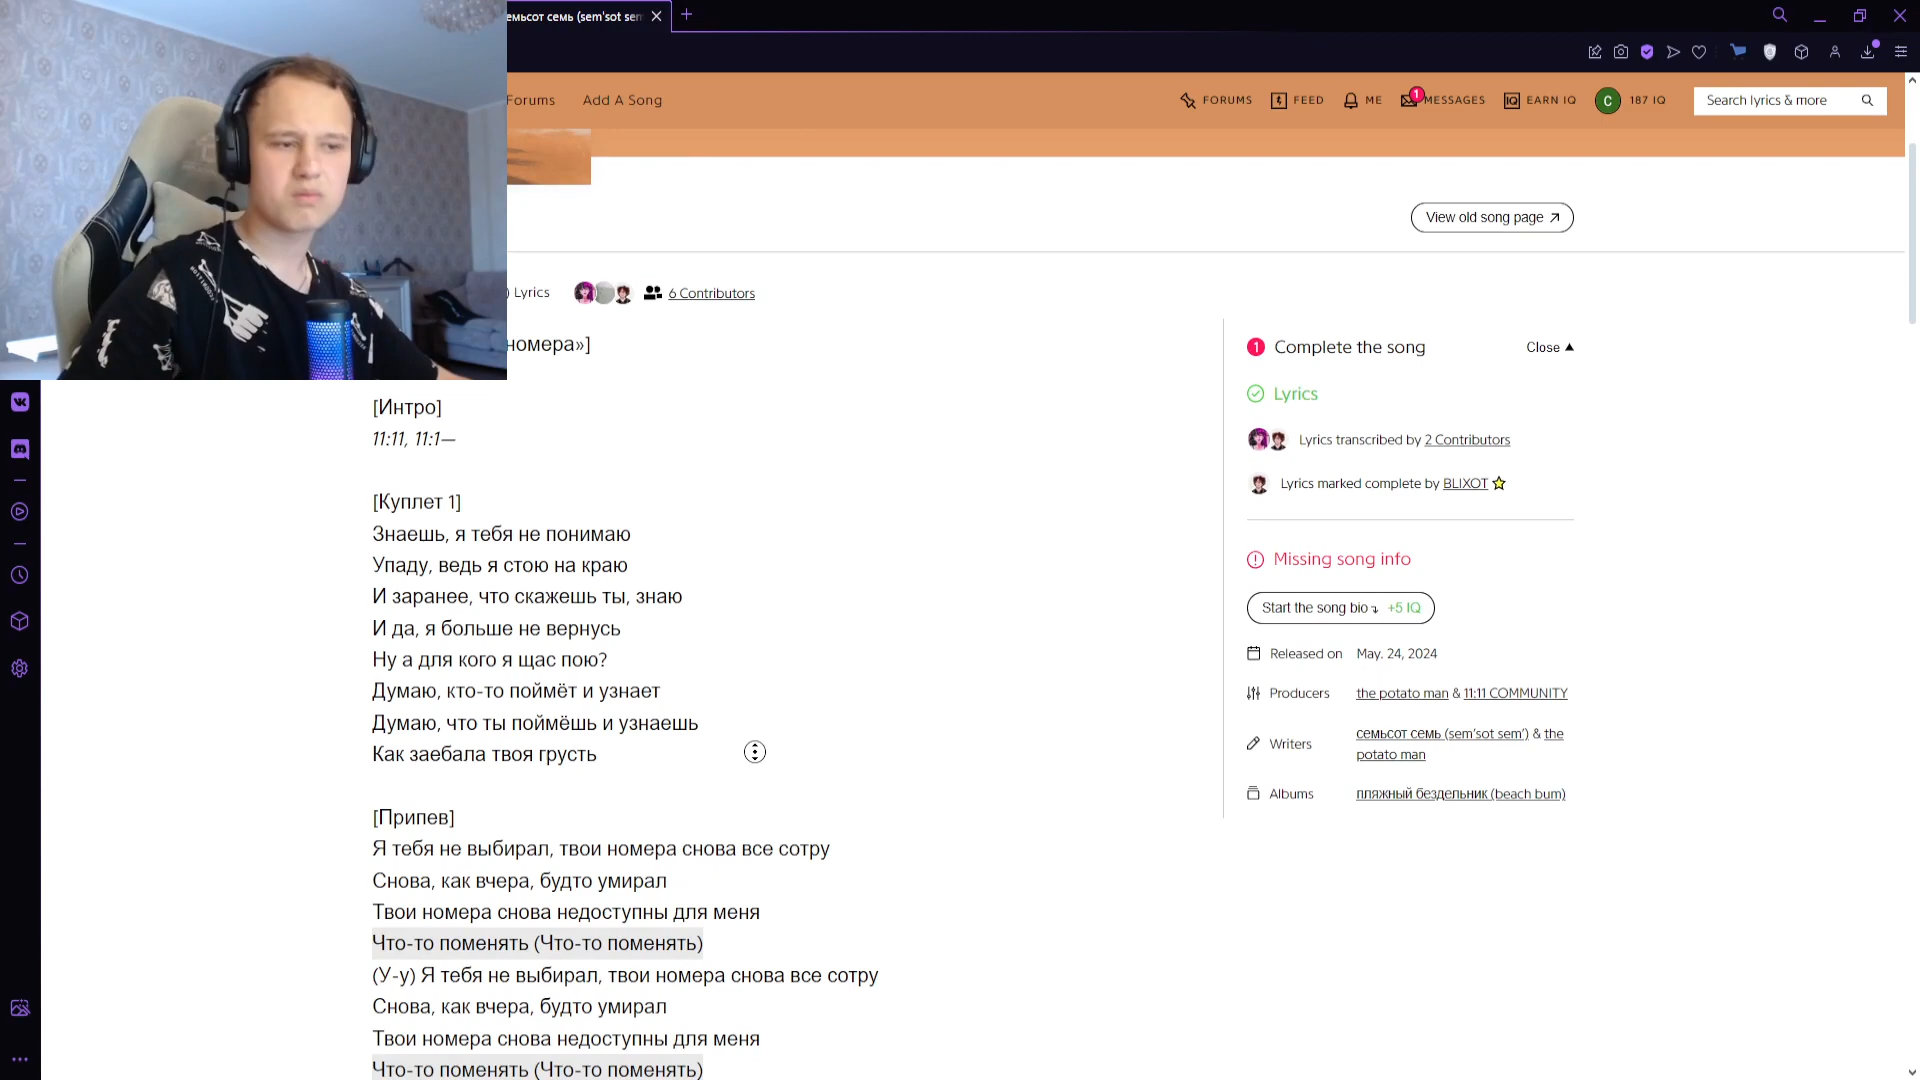 семьсот семь (sem'sot sem
Forums Add A Song
FORUMS FEED ME 1 MESSAGES IQ EARN IQ C 187 IQ Search lyrics & more
View old song page
) Lyrics 6 Contributors
номера»]
[Интро]
11:11, 11:1—
[Куплет 1]
Знаешь, я тебя не понимаю
Упаду, ведь я стою на краю
И заранее, что скажешь ты, знаю
И да, я больше не вернусь
Ну а для кого я щас пою?
Думаю, кто-то поймёт и узнает
Думаю, что ты поймёшь и узнаешь
Как заебала твоя грусть
[Припев]
Я тебя не выбирал, твои номера снова все сотру
Снова, как вчера, будто умирал
Твои номера снова недоступны для меня
Что-то поменять (Что-то поменять)
(У-у) Я тебя не выбирал, твои номера снова все сотру
Снова, как вчера, будто умирал
Твои номера снова недоступны для меня
Что-то поменять (Что-то поменять)
1 Complete the song Close
Lyrics
Lyrics transcribed by 2 Contributors
Lyrics marked complete by BLIXOT
Missing song info
Start the song bio +5 IQ
Released on May. 24, 2024
Producers the potato man & 11:11 COMMUNITY
Writers семьсот семь (sem'sot sem') & the
potato man
Albums пляжный бездельник (beach bum)